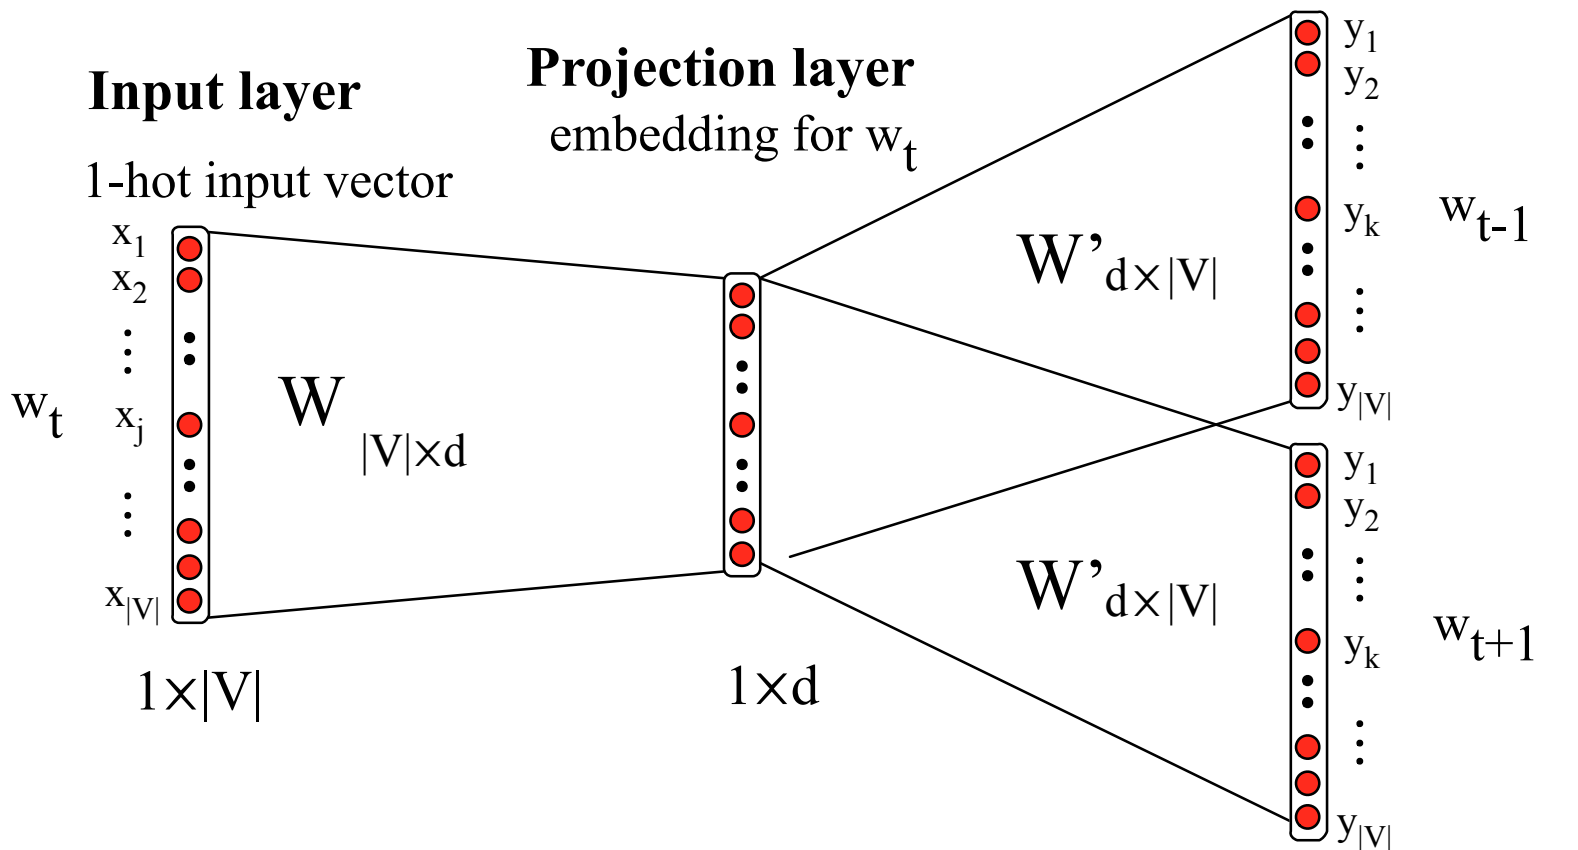 Input layer
1-hot input vector
Projection layer
embedding for wt
wt
x1
x2
⋮
xj
⋮
x|V|
1×|V|
W|V|×d
1×d
W’d×|V|
W’d×|V|
y1
y2
⋮
yk
⋮
y|V|
wt-1
y1
y2
⋮
yk
⋮
y|V|
wt+1